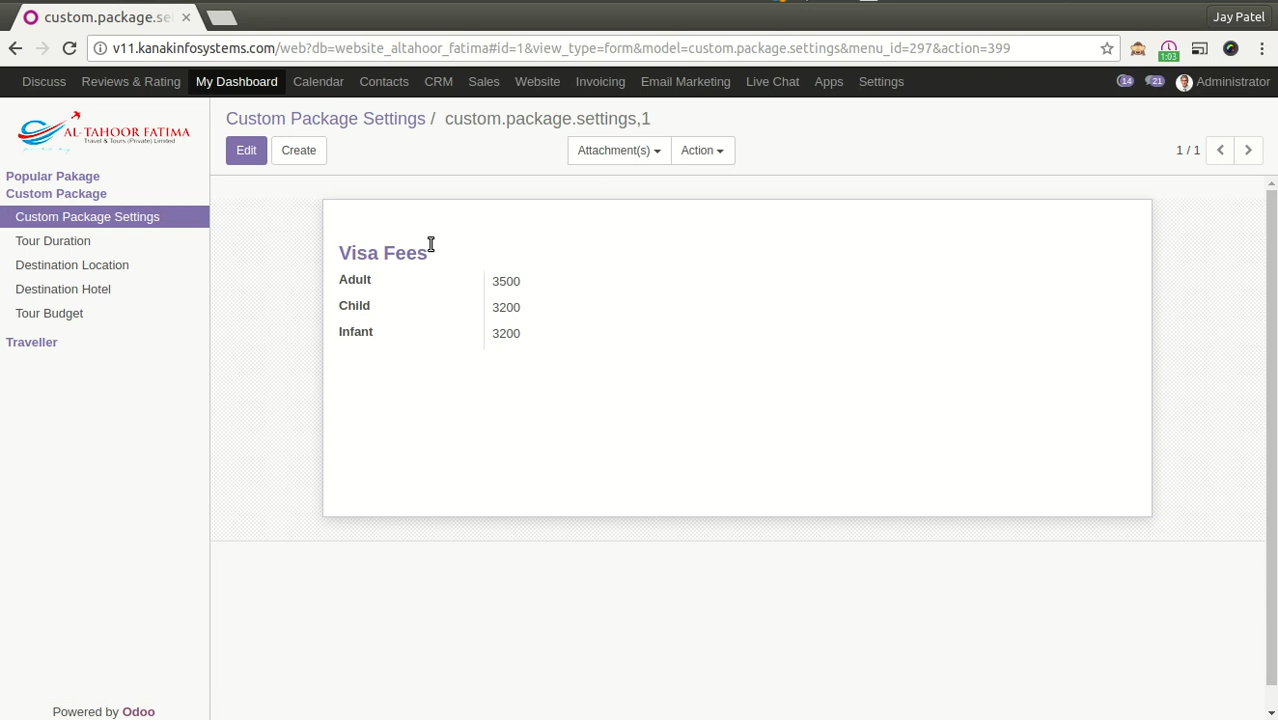 custom.package.se
Jay Patel
v11.kanakinfosystems.com/web?db=website_altahoor_fatima#id=1&view_type=form&model=custom.package.settings&menu_id=297&action=399
1:03
Discuss Reviews & Rating My Dashboard Calendar Contacts CRM Sales Website Invoicing Email Marketing Live Chat Apps Settings 14 21 Administrator
AL-TAHOOR FATIMA
Travel & Tours (Private) Limited
Custom Package Settings / custom.package.settings,1
Edit Create Attachment(s) Action 1 / 1
Popular Pakage
Custom Package
Custom Package Settings
Tour Duration
Destination Location
Destination Hotel
Tour Budget
Traveller
Visa Fees
Adult 3500
Child 3200
Infant 3200
Powered by Odoo